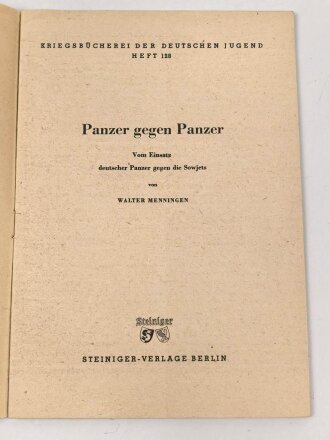 KRIEGSBÜCHEREI DER DEUTSCHEN JUGEND
HEFT 128
Panzer gegen Panzer
Vom Einsatz
deutscher Panzer gegen die Sowjets
von
WALTER MENNINGEN
Steiniger
STEINIGER-VERLAGE BERLIN